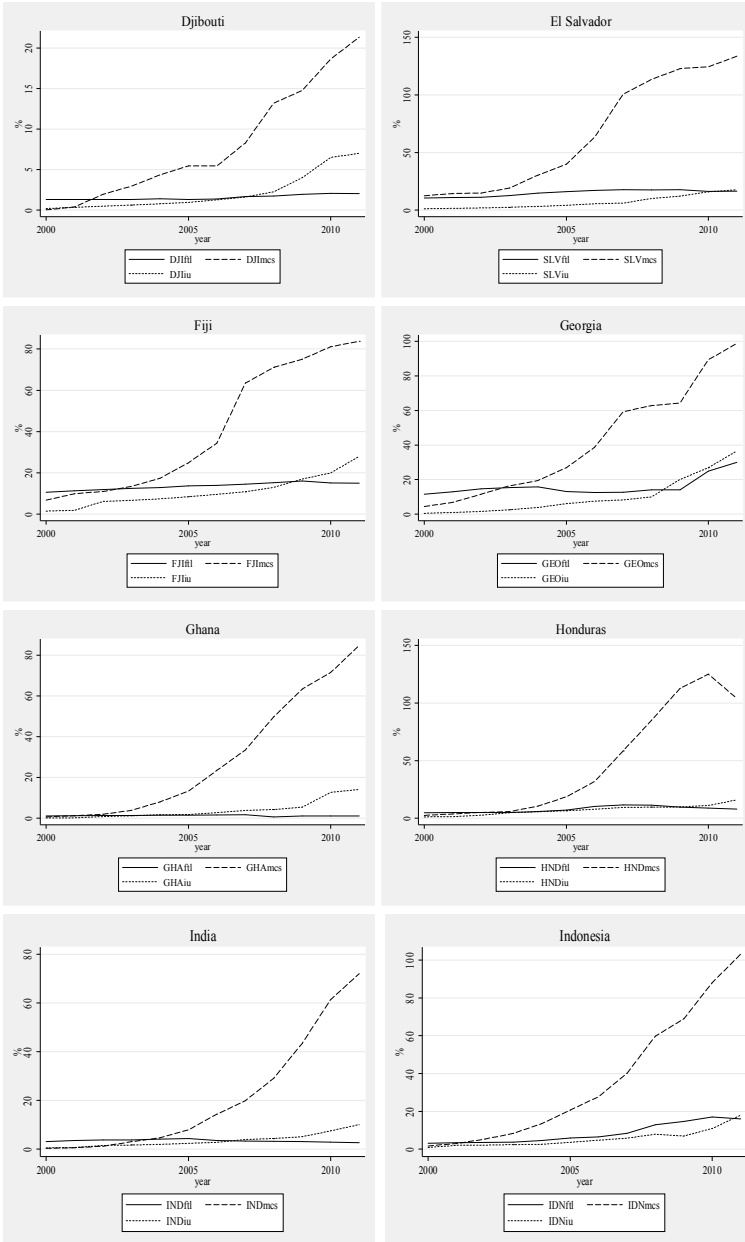 Djibouti
%
0 5 10 15 20
2000 2005 2010
year
DJIftl DJImcs
DJIiu
El Salvador
%
0 50 100 150
2000 2005 2010
year
SLVftl SLVmcs
SLViu
Fiji
%
0 20 40 60 80
2000 2005 2010
year
FJIftl FJImcs
FJIiu
Georgia
%
0 20 40 60 80 100
2000 2005 2010
year
GEOftl GEOmcs
GEOiu
Ghana
%
0 20 40 60 80
2000 2005 2010
year
GHAftl GHAmcs
GHAiu
Honduras
%
0 50 100 150
2000 2005 2010
year
HNDftl HNDmcs
HNDiu
India
%
0 20 40 60 80
2000 2005 2010
year
INDftl INDmcs
INDiu
Indonesia
%
0 20 40 60 80 100
2000 2005 2010
year
IDNftl IDNmcs
IDNiu